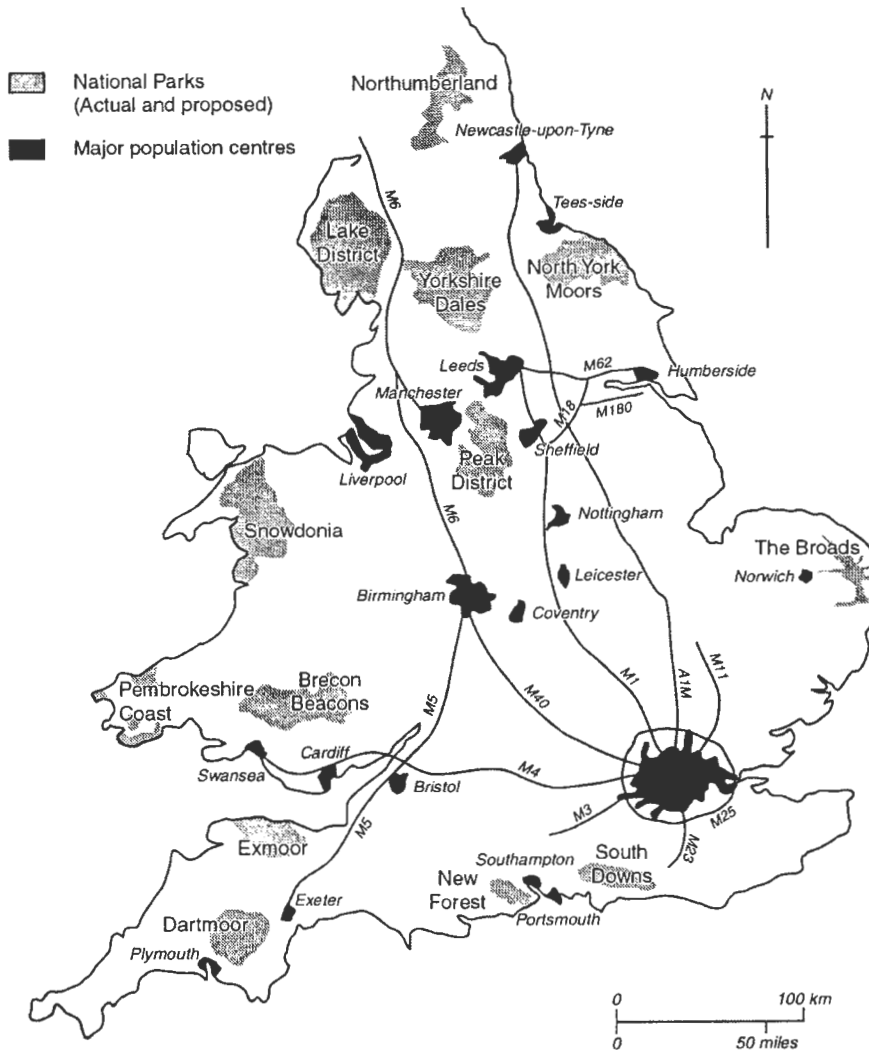 National Parks
(Actual and proposed)
Major population centres
N
Northumberland
Newcastle-upon-Tyne
M6
Tees-side
Lake
District
Yorkshire
Dales
North York
Moors
Leeds
M62
Humberside
Manchester
M18
M180
Liverpool
Peak
District
Sheffield
Snowdonia
M6
Nottingham
The Broads
Norwich
Leicester
Birmingham
Coventry
Pembrokeshire
Coast
Brecon
Beacons
M5
M40
M1
A1M
M11
Swansea
Cardiff
Bristol
M4
M3
M25
M23
M5
Exmoor
Southampton
South
Downs
New
Forest
Portsmouth
Exeter
Dartmoor
Plymouth
0
100 km
0
50 miles